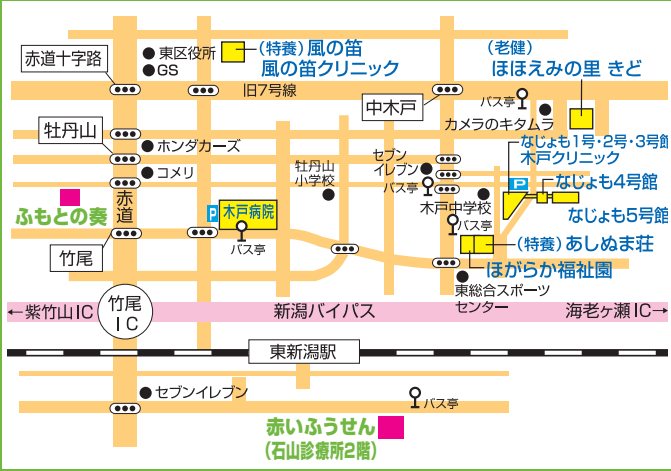 赤道十字路
東区役所
GS
(特養) 風の笛
風の笛クリニック
旧7号線
(老健)
ほほえみの里 きど
中木戸
バス亭
カメラのキタムラ
牡丹山
ホンダカーズ
コメリ
赤道
ふもとの奏
竹尾
P
木戸病院
バス亭
牡丹山
小学校
セブン
イレブン
バス亭
木戸中学校
バス亭
なじょも1号・2号・3号館
木戸クリニック
P
なじょも4号館
なじょも5号館
(特養) あしぬま荘
ほがらか福祉園
東総合スポーツ
センター
←紫竹山IC
竹尾
IC
新潟バイパス
海老ヶ瀬IC→
東新潟駅
セブンイレブン
バス亭
赤いふうせん
(石山診療所2階)